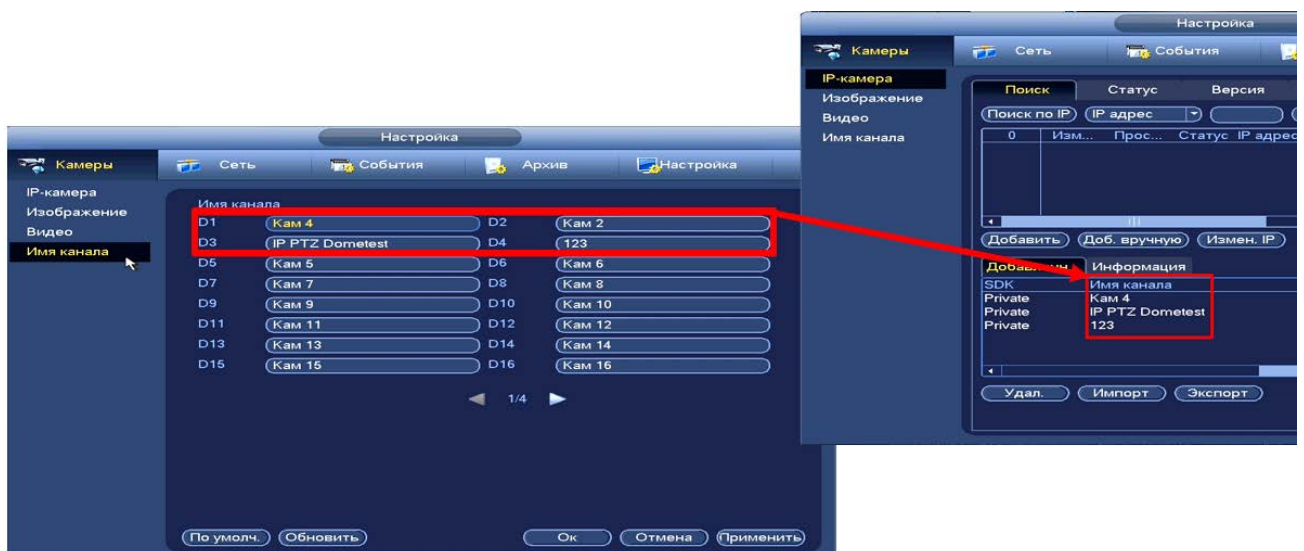 Настройка
Камеры Сеть События
IP-камера
Изображение
Видео
Имя канала
Поиск Статус Версия
Поиск по IP IP адрес
0 Изм... Прос... Статус IP адрес
Добавить Доб. вручную Измен. IP
Информация
SDK Имя канала
Private Кам 4
Private IP PTZ Dometest
Private 123
Удал. Импорт Экспорт
Настройка
Камеры Сеть События Архив Настройка
IP-камера
Изображение
Видео
Имя канала
Имя канала
D1 Кам 4 D2 Кам 2
D3 IP PTZ Dometest D4 123
D5 Кам 5 D6 Кам 6
D7 Кам 7 D8 Кам 8
D9 Кам 9 D10 Кам 10
D11 Кам 11 D12 Кам 12
D13 Кам 13 D14 Кам 14
D15 Кам 15 D16 Кам 16
1/4
По умолч. Обновить Ок Отмена Применить